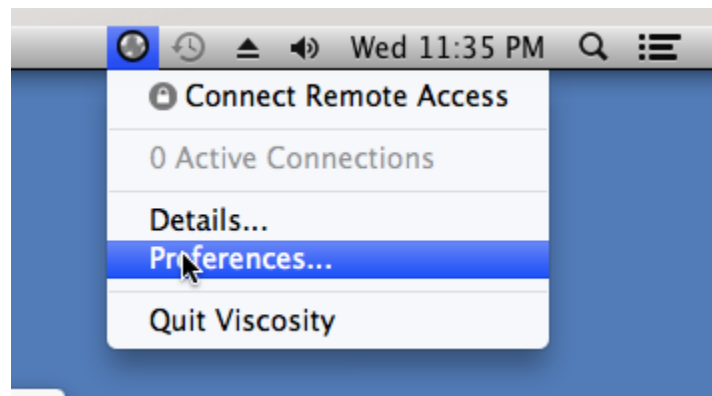 Wed 11:35 PM
Connect Remote Access
0 Active Connections
Details...
Preferences...
Quit Viscosity